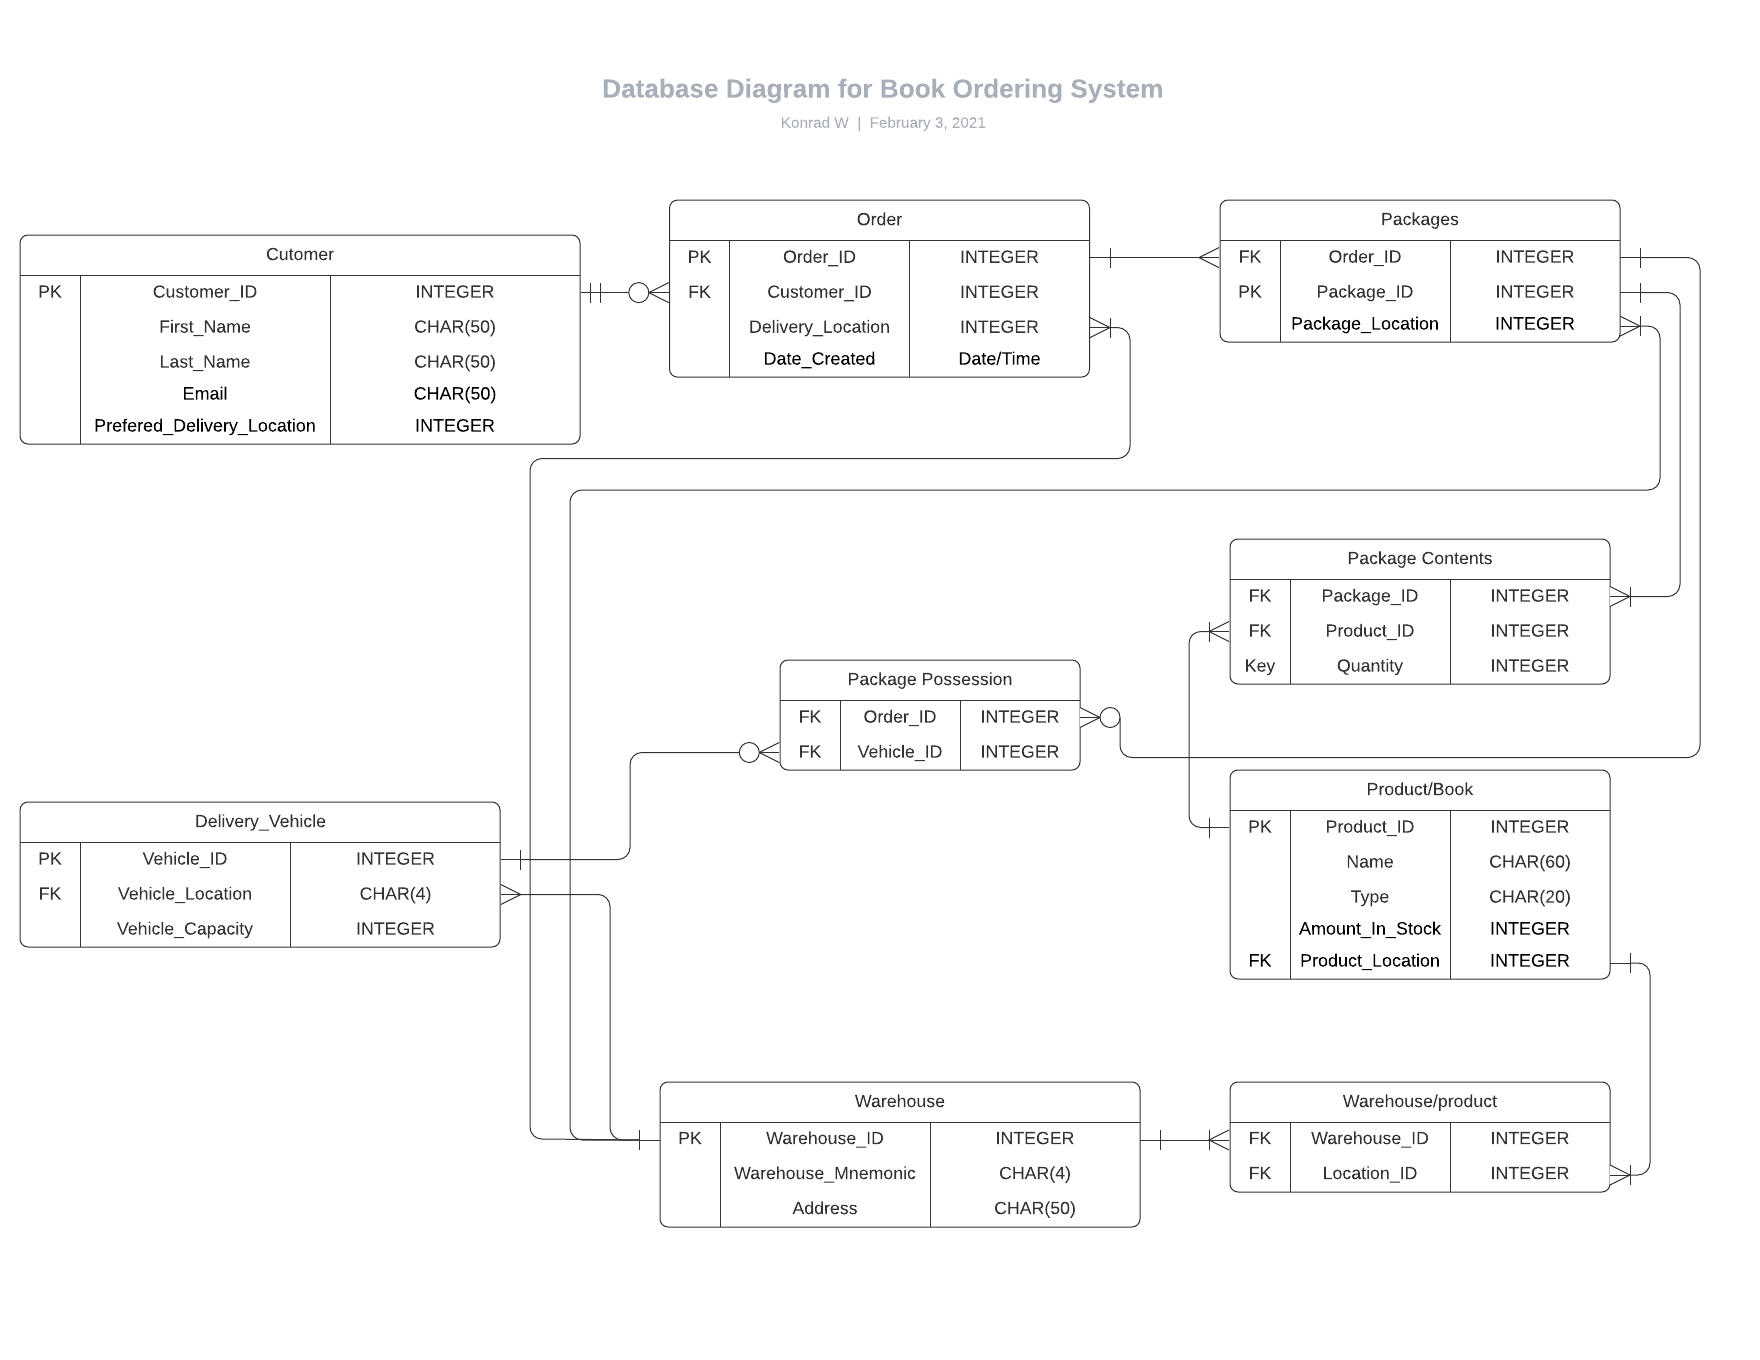 Database Diagram for Book Ordering System
Konrad W | February 3, 2021
Cutomer
PK Customer_ID INTEGER
First_Name CHAR(50)
Last_Name CHAR(50)
Email CHAR(50)
Prefered_Delivery_Location INTEGER
Order
PK Order_ID INTEGER
FK Customer_ID INTEGER
Delivery_Location INTEGER
Date_Created Date/Time
Packages
FK Order_ID INTEGER
PK Package_ID INTEGER
Package_Location INTEGER
Package Contents
FK Package_ID INTEGER
FK Product_ID INTEGER
Key Quantity INTEGER
Package Possession
FK Order_ID INTEGER
FK Vehicle_ID INTEGER
Product/Book
PK Product_ID INTEGER
Name CHAR(60)
Type CHAR(20)
Amount_In_Stock INTEGER
FK Product_Location INTEGER
Delivery_Vehicle
PK Vehicle_ID INTEGER
FK Vehicle_Location CHAR(4)
Vehicle_Capacity INTEGER
Warehouse
PK Warehouse_ID INTEGER
Warehouse_Mnemonic CHAR(4)
Address CHAR(50)
Warehouse/product
FK Warehouse_ID INTEGER
FK Location_ID INTEGER